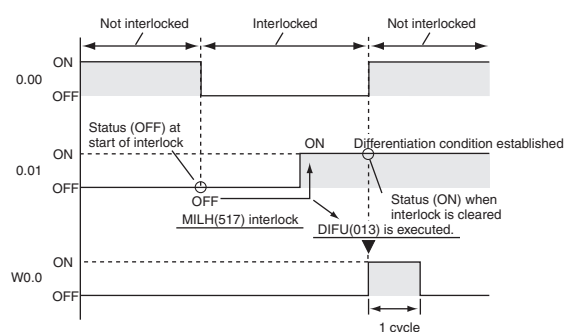 Not interlocked
Interlocked
Not interlocked
ON
0.00
OFF
Status (OFF) at
start of interlock
ON
Differentiation condition established
ON
0.01
OFF
OFF
Status (ON) when
interlock is cleared
MILH(517) interlock
DIFU(013) is executed.
ON
W0.0
OFF
1 cycle